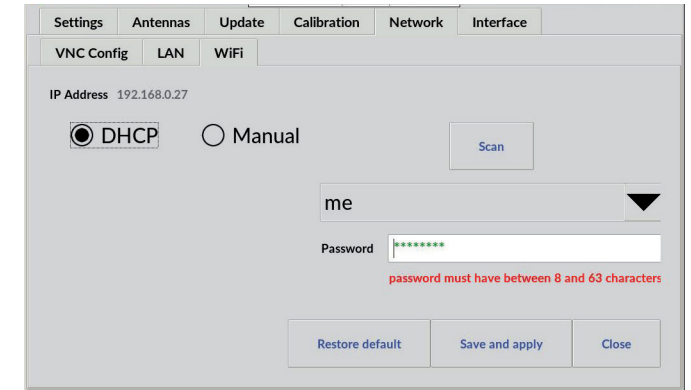 Settings Antennas Update Calibration Network Interface
VNC Config LAN WiFi
IP Address 192.168.0.27
DHCP Manual
Scan
me
Password ********
password must have between 8 and 63 characters
Restore default Save and apply Close